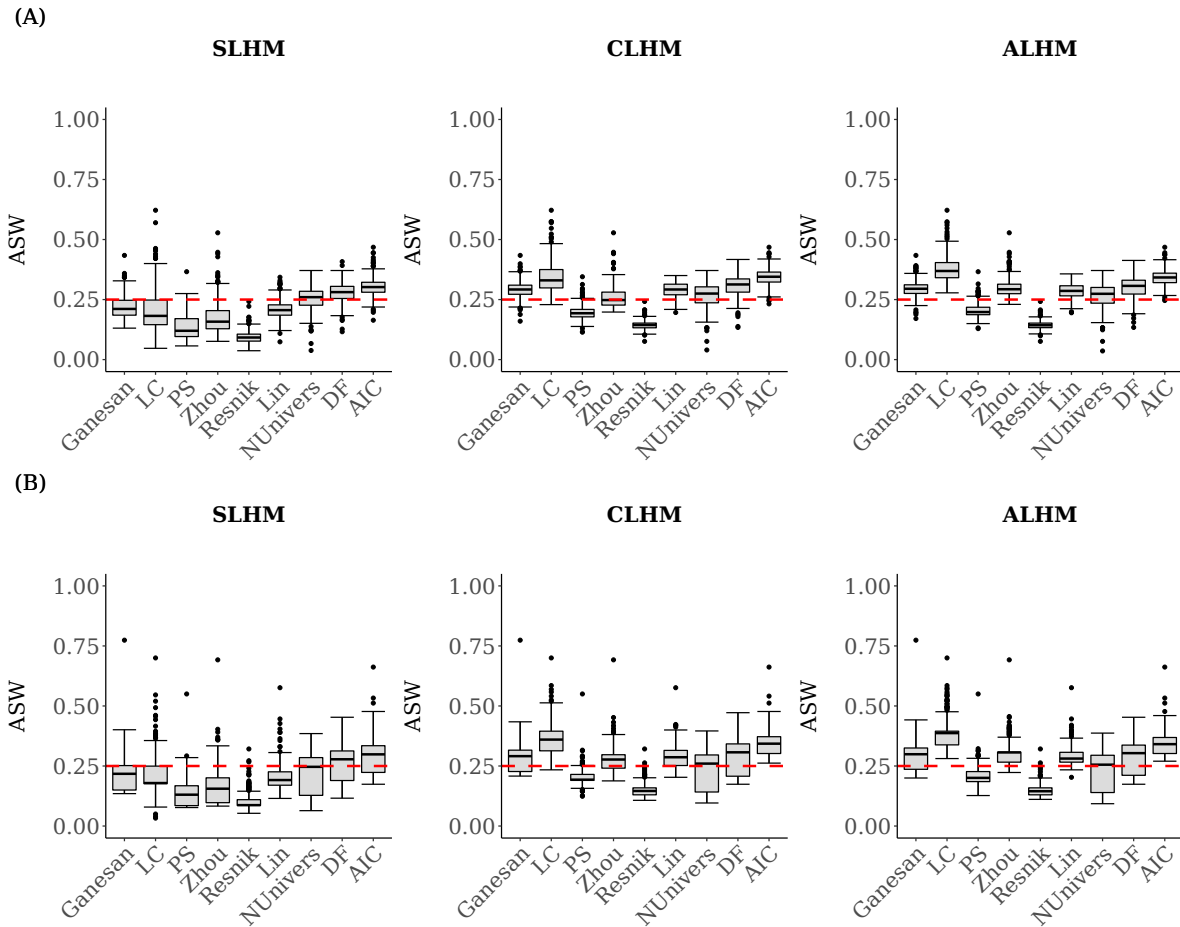 (A)
SLHM CLHM ALHM
1.00 1.00 1.00
0.75 0.75 0.75
0.50 0.50 0.50
0.25 0.25 0.25
0.00 0.00 0.00
ASW ASW ASW
Ganesan LC PS Zhou Resnik Lin NUnivers DF AIC Ganesan LC PS Zhou Resnik Lin NUnivers DF AIC Ganesan LC PS Zhou Resnik Lin NUnivers DF AIC
(B)
SLHM CLHM ALHM
1.00 1.00 1.00
0.75 0.75 0.75
0.50 0.50 0.50
0.25 0.25 0.25
0.00 0.00 0.00
ASW ASW ASW
Ganesan LC PS Zhou Resnik Lin NUnivers DF AIC Ganesan LC PS Zhou Resnik Lin NUnivers DF AIC Ganesan LC PS Zhou Resnik Lin NUnivers DF AIC